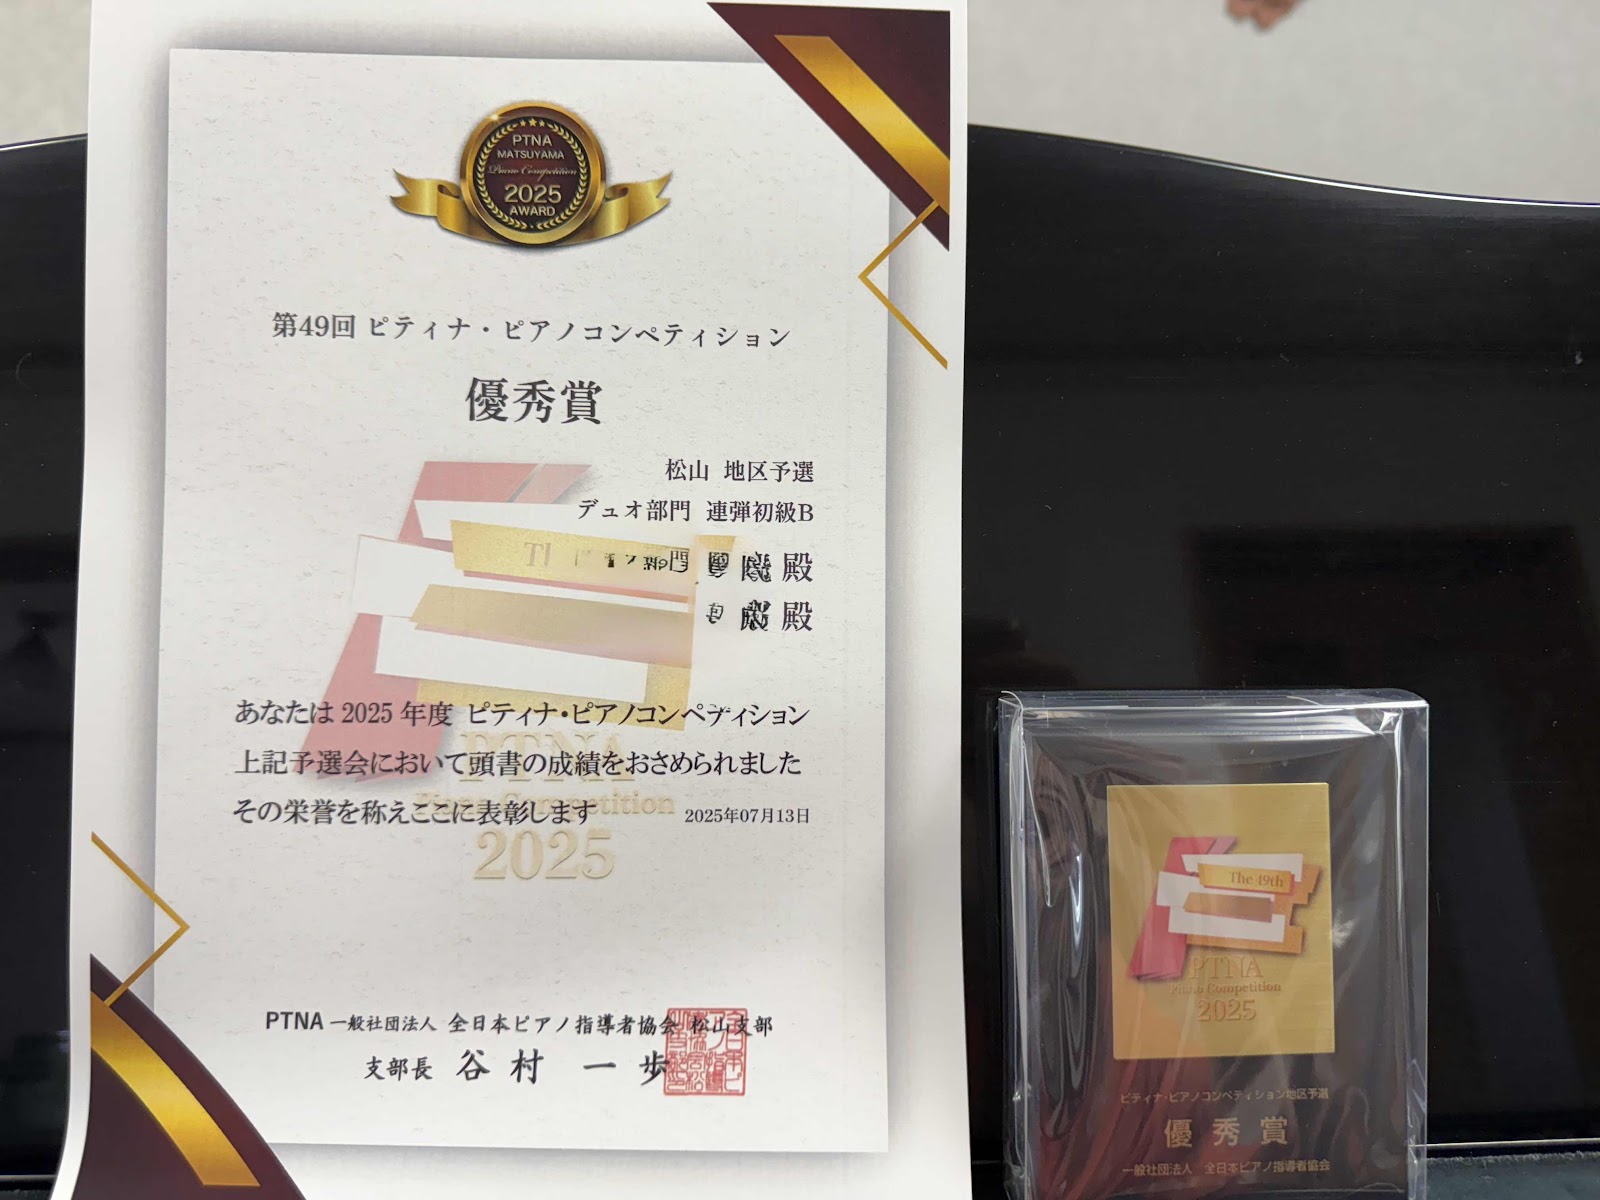 PTNA
MATSUYAMA
Piano Competition
2025
AWARD
第49回 ピティナ・ピアノコンペティション
優秀賞
松山 地区予選
デュオ部門 連弾初級B
殿
殿
あなたは 2025 年度 ピティナ・ピアノコンペティション
上記予選会において頭書の成績をおさめられました
その栄誉を称えここに表彰します 2025年07月13日
PTNA
Piano Competition
2025
PTNA 一般社団法人 全日本ピアノ指導者協会 松山支部
支部長 谷村 一歩
The 49th
PTNA
Piano Competition
2025
ピティナ・ピアノコンペティション地区予選
優秀賞
一般社団法人 全日本ピアノ指導者協会